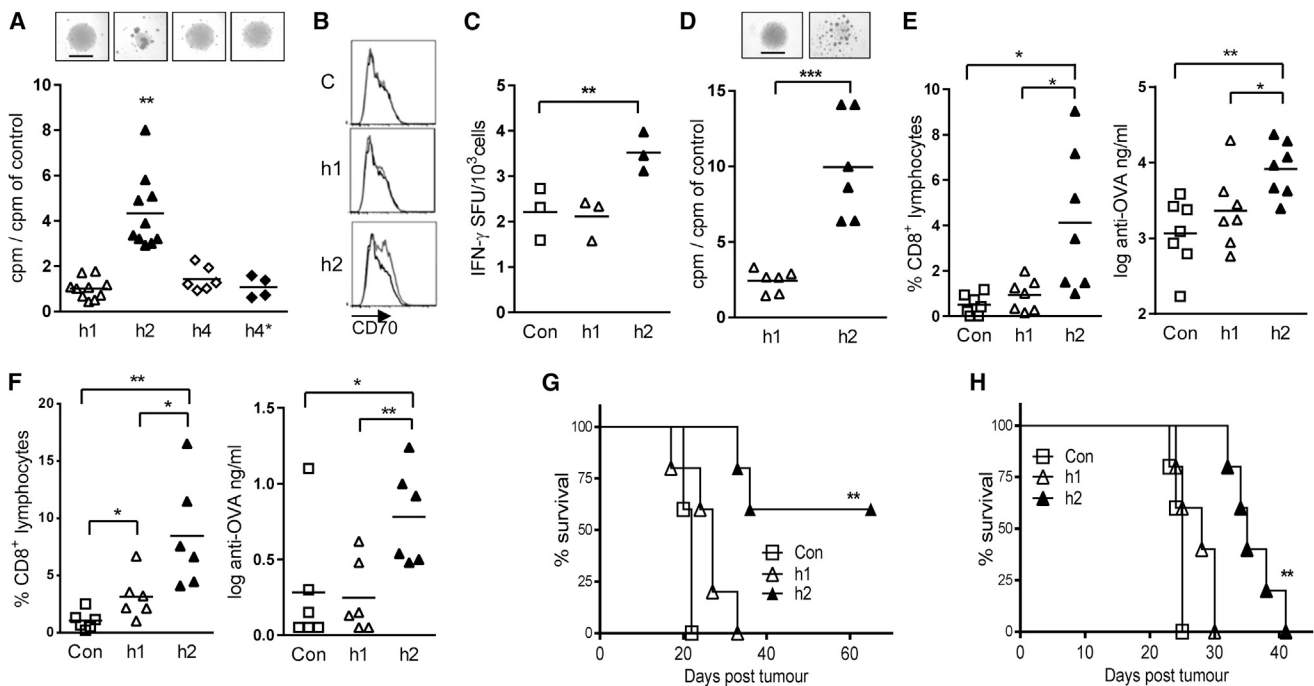 A
cpm / cpm of control
10
8
6
4
2
0
**
h1 h2 h4 h4*
B
C
h1
h2
CD70
C
IFN-γ SFU/10³cells
5
4
3
2
1
0
**
Con h1 h2
D
cpm / cpm of control
15
10
5
0
***
h1 h2
E
% CD8⁺ lymphocytes
10
8
6
4
2
0
*
*
Con h1 h2
log anti-OVA ng/ml
5
4
3
2
**
*
Con h1 h2
F
% CD8⁺ lymphocytes
20
15
10
5
0
**
*
*
Con h1 h2
log anti-OVA ng/ml
1.5
1.0
0.5
0.0
*
**
Con h1 h2
G
% survival
100
75
50
25
0
**
Con
h1
h2
0 20 40 60
Days post tumour
H
% survival
100
75
50
25
0
Con
h1
h2
**
0 10 20 30 40
Days post tumour